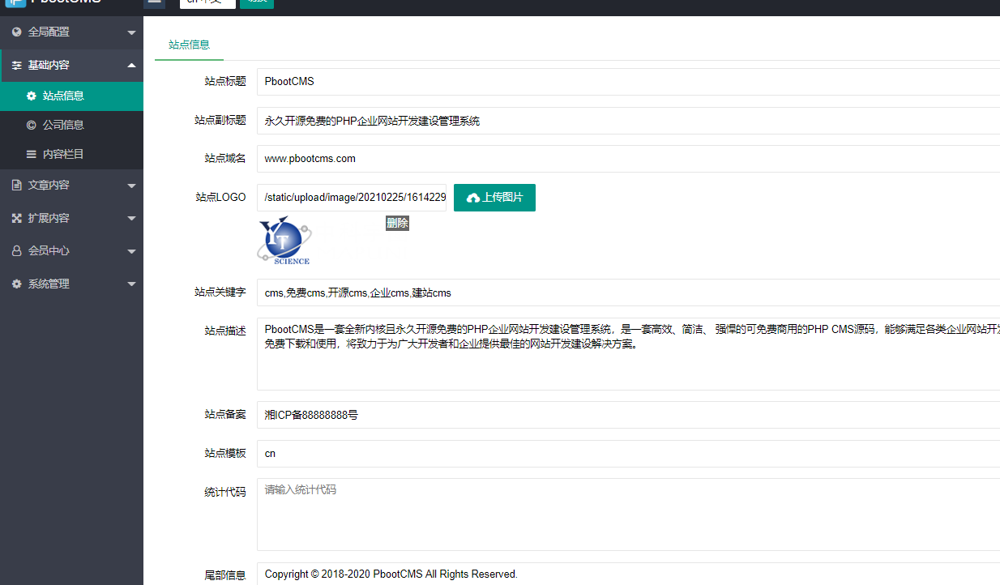 PbootCMS
全局配置
基础内容
站点信息
公司信息
内容栏目
文章内容
扩展内容
会员中心
系统管理
站点信息
站点标题 PbootCMS
站点副标题 永久开源免费的PHP企业网站开发建设管理系统
站点域名 www.pbootcms.com
站点LOGO /static/upload/image/20210225/1614229 上传图片
删除
YT
SCIENCE
站点关键字 cms,免费cms,开源cms,企业cms,建站cms
站点描述 PbootCMS是一套全新内核且永久开源免费的PHP企业网站开发建设管理系统，是一套高效、简洁、 强悍的可免费商用的PHP CMS源码，能够满足各类企业网站开
免费下载和使用，将致力于为广大开发者和企业提供最佳的网站开发建设解决方案。
站点备案 湘ICP备88888888号
站点模板 cn
统计代码 请输入统计代码
尾部信息 Copyright © 2018-2020 PbootCMS All Rights Reserved.